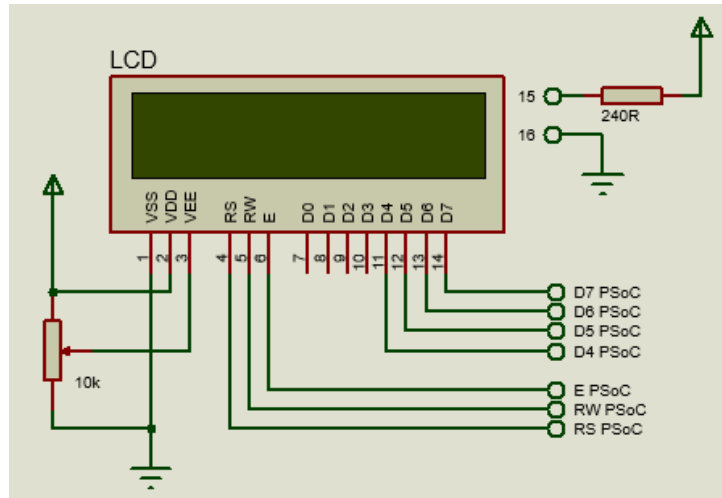 LCD
15
240R
16
VSS
VDD
VEE
RS
RW
E
D0
D1
D2
D3
D4
D5
D6
D7
1
2
3
4
5
6
7
8
9
10
11
12
13
14
10k
D7 PSoC
D6 PSoC
D5 PSoC
D4 PSoC
E PSoC
RW PSoC
RS PSoC